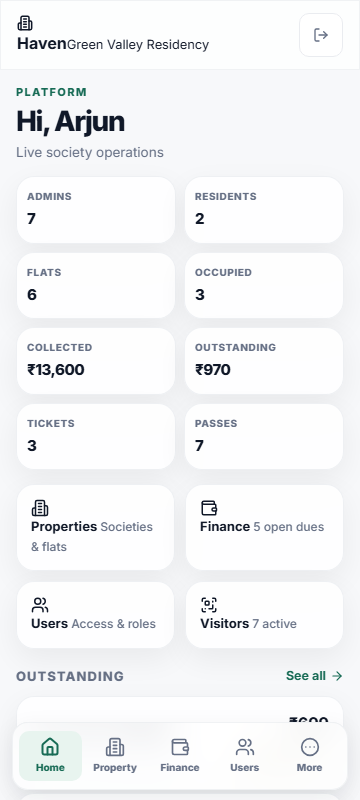 HavenGreen Valley Residency
PLATFORM
Hi, Arjun
Live society operations
ADMINS
7
RESIDENTS
2
FLATS
6
OCCUPIED
3
COLLECTED
₹13,600
OUTSTANDING
₹970
TICKETS
3
PASSES
7
Properties Societies
& flats
Finance 5 open dues
Users Access & roles
Visitors 7 active
OUTSTANDING
See all
Home
Property
Finance
Users
More